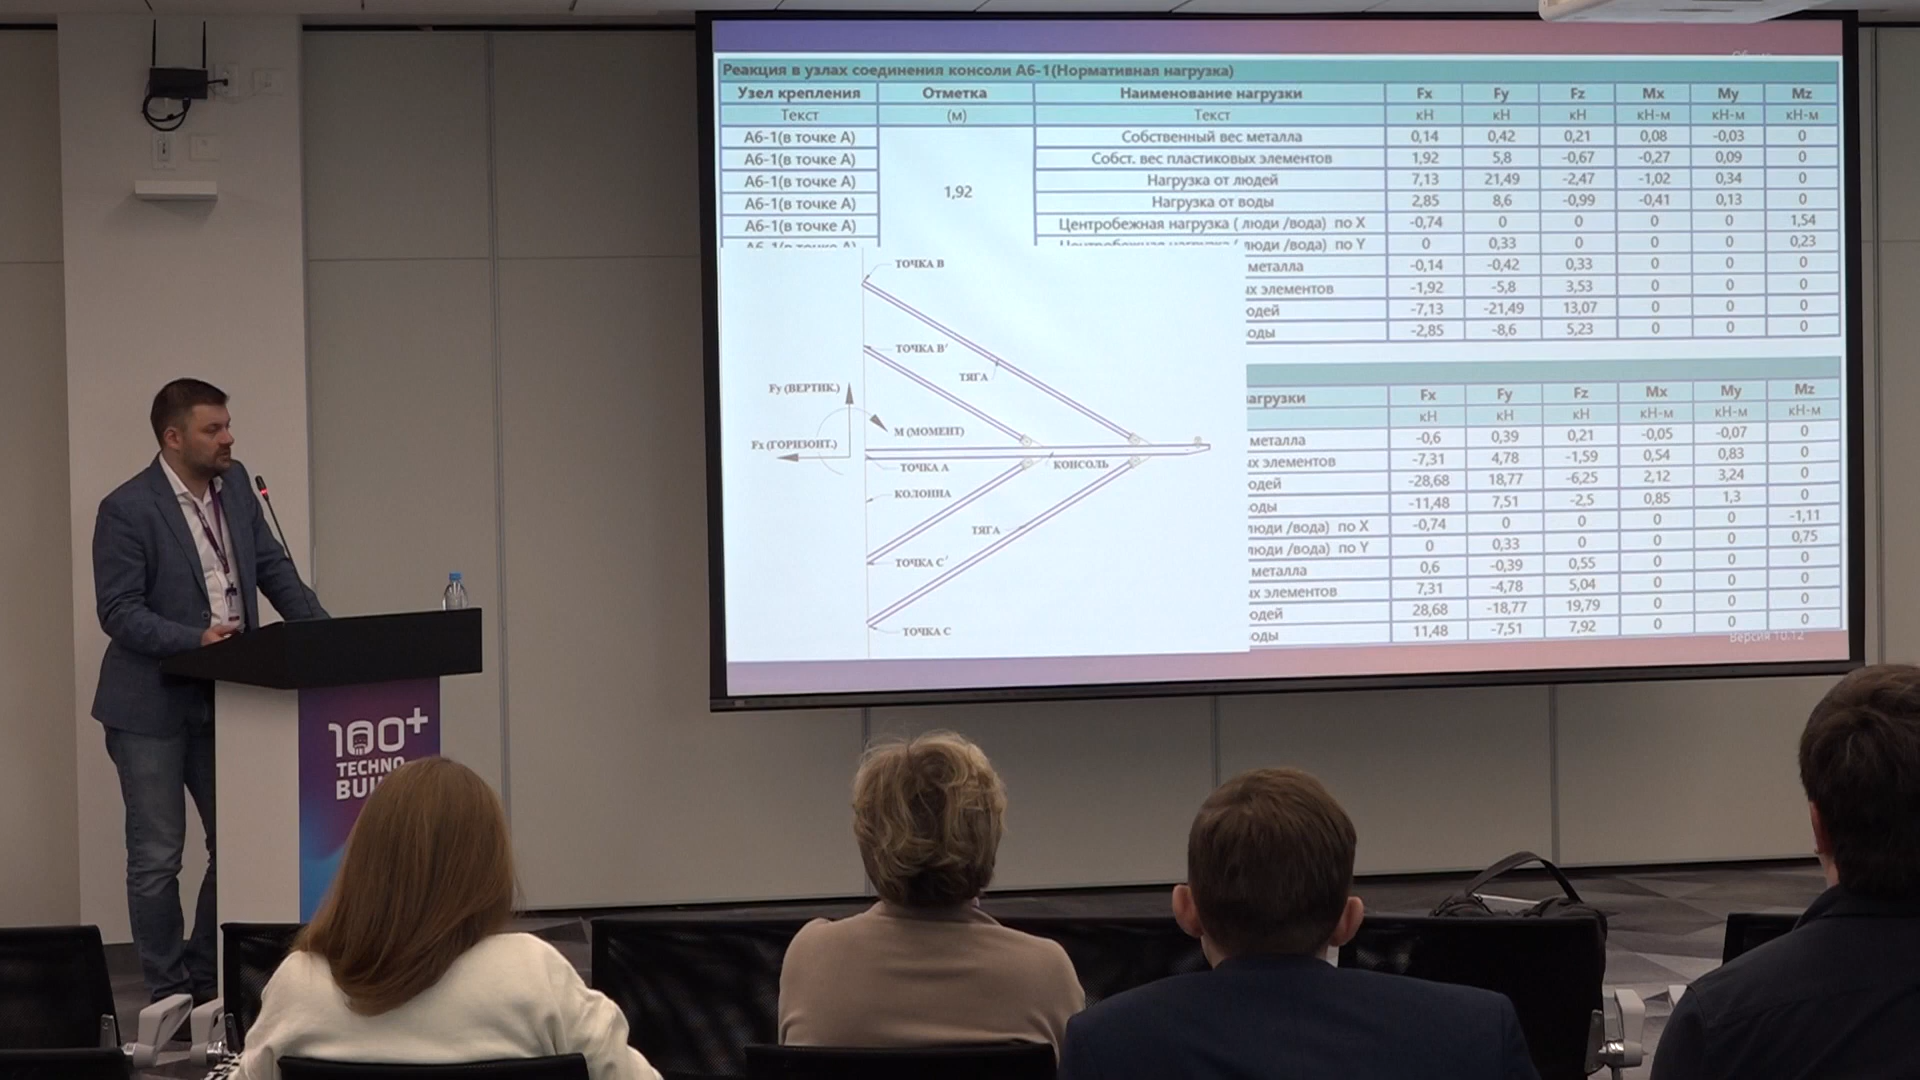 Реакция в узлах соединения консоли А6-1(Нормативная нагрузка)
Узел крепления Отметка Наименование нагрузки Fx Fy Fz Mx My Mz
Текст (м) Текст кН кН кН кН-м кН-м кН-м
А6-1(в точке А) Собственный вес металла 0,14 0,42 0,21 0,08 -0,03 0
А6-1(в точке А) Собст. вес пластиковых элементов 1,92 5,8 -0,67 -0,27 0,09 0
А6-1(в точке А) 1,92 Нагрузка от людей 7,13 21,49 -2,47 -1,02 0,34 0
А6-1(в точке А) Нагрузка от воды 2,85 8,6 -0,99 -0,41 0,13 0
А6-1(в точке А) Центробежная нагрузка ( люди /вода) по X -0,74 0 0 0 0 1,54
люди /вода) по Y 0 0,33 0 0 0 0,23
металла -0,14 -0,42 0,33 0 0 0
их элементов -1,92 -5,8 3,53 0 0 0
юдей -7,13 -21,49 13,07 0 0 0
оды -2,85 -8,6 5,23 0 0 0
агрузки Fx Fy Fz Mx My Mz
кН кН кН кН-м кН-м кН-м
металла -0,6 0,39 0,21 -0,05 -0,07 0
ых элементов -7,31 4,78 -1,59 0,54 0,83 0
юдей -28,68 18,77 -6,25 2,12 3,24 0
оды -11,48 7,51 -2,5 0,85 1,3 0
люди /вода) по X -0,74 0 0 0 0 -1,11
люди /вода) по Y 0 0,33 0 0 0 0,75
металла 0,6 -0,39 0,55 0 0 0
ых элементов 7,31 -4,78 5,04 0 0 0
юдей 28,68 -18,77 19,79 0 0 0
оды 11,48 -7,51 7,92 0 0 0
Версия 10.12
ТОЧКА В
ТОЧКА В'
ТЯГА
Fy (ВЕРТИК.)
М (МОМЕНТ)
Fx (ГОРИЗОНТ.)
ТОЧКА А
КОНСОЛЬ
КОЛОННА
ТЯГА
ТОЧКА С'
ТОЧКА С
100+
TECHNO
BUI